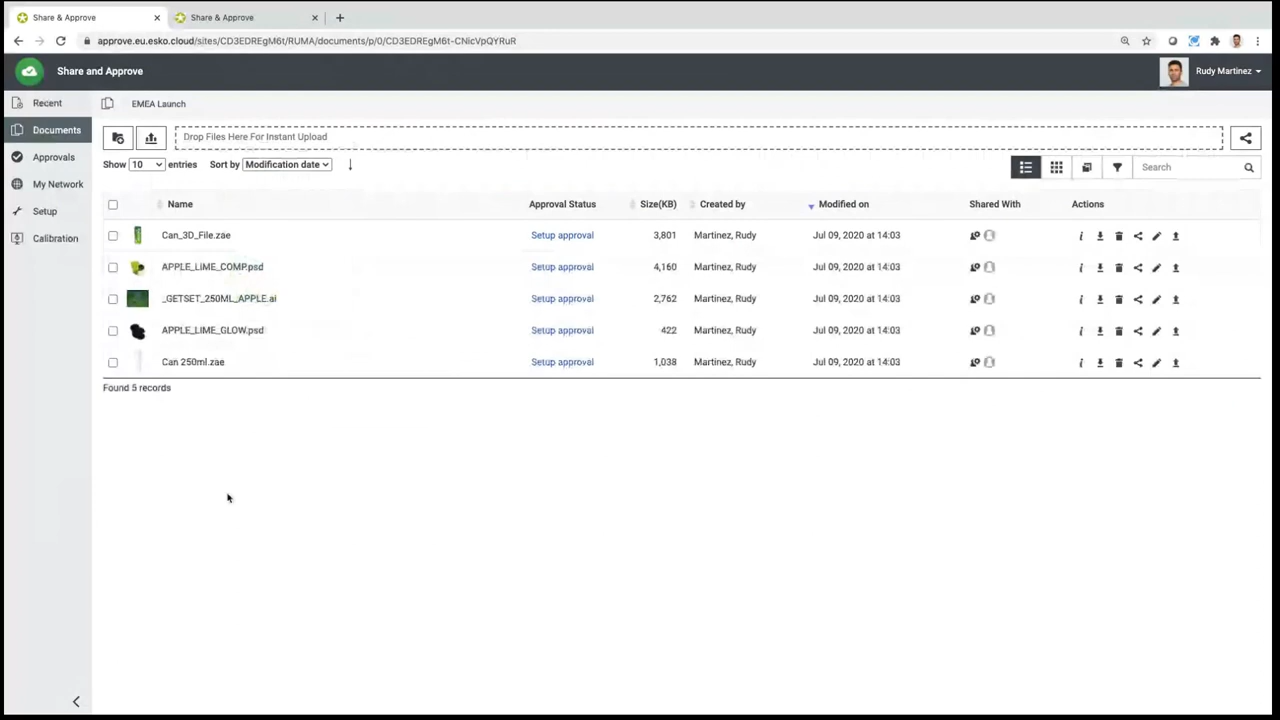 Share & Approve
Share & Approve
approve.eu.esko.cloud/sites/CD3EDREgM6t/RUMA/documents/p/0/CD3EDREgM6t-CNicVpQYRuR
Share and Approve
Rudy Martinez
Recent
EMEA Launch
Documents
Drop Files Here For Instant Upload
Approvals
Show 10 entries Sort by Modification date
Search
My Network
Setup
Calibration
Name Approval Status Size(KB) Created by Modified on Shared With Actions
Can_3D_File.zae Setup approval 3,801 Martinez, Rudy Jul 09, 2020 at 14:03
APPLE_LIME_COMP.psd Setup approval 4,160 Martinez, Rudy Jul 09, 2020 at 14:03
_GETSET_250ML_APPLE.ai Setup approval 2,762 Martinez, Rudy Jul 09, 2020 at 14:03
APPLE_LIME_GLOW.psd Setup approval 422 Martinez, Rudy Jul 09, 2020 at 14:03
Can 250ml.zae Setup approval 1,038 Martinez, Rudy Jul 09, 2020 at 14:03
Found 5 records